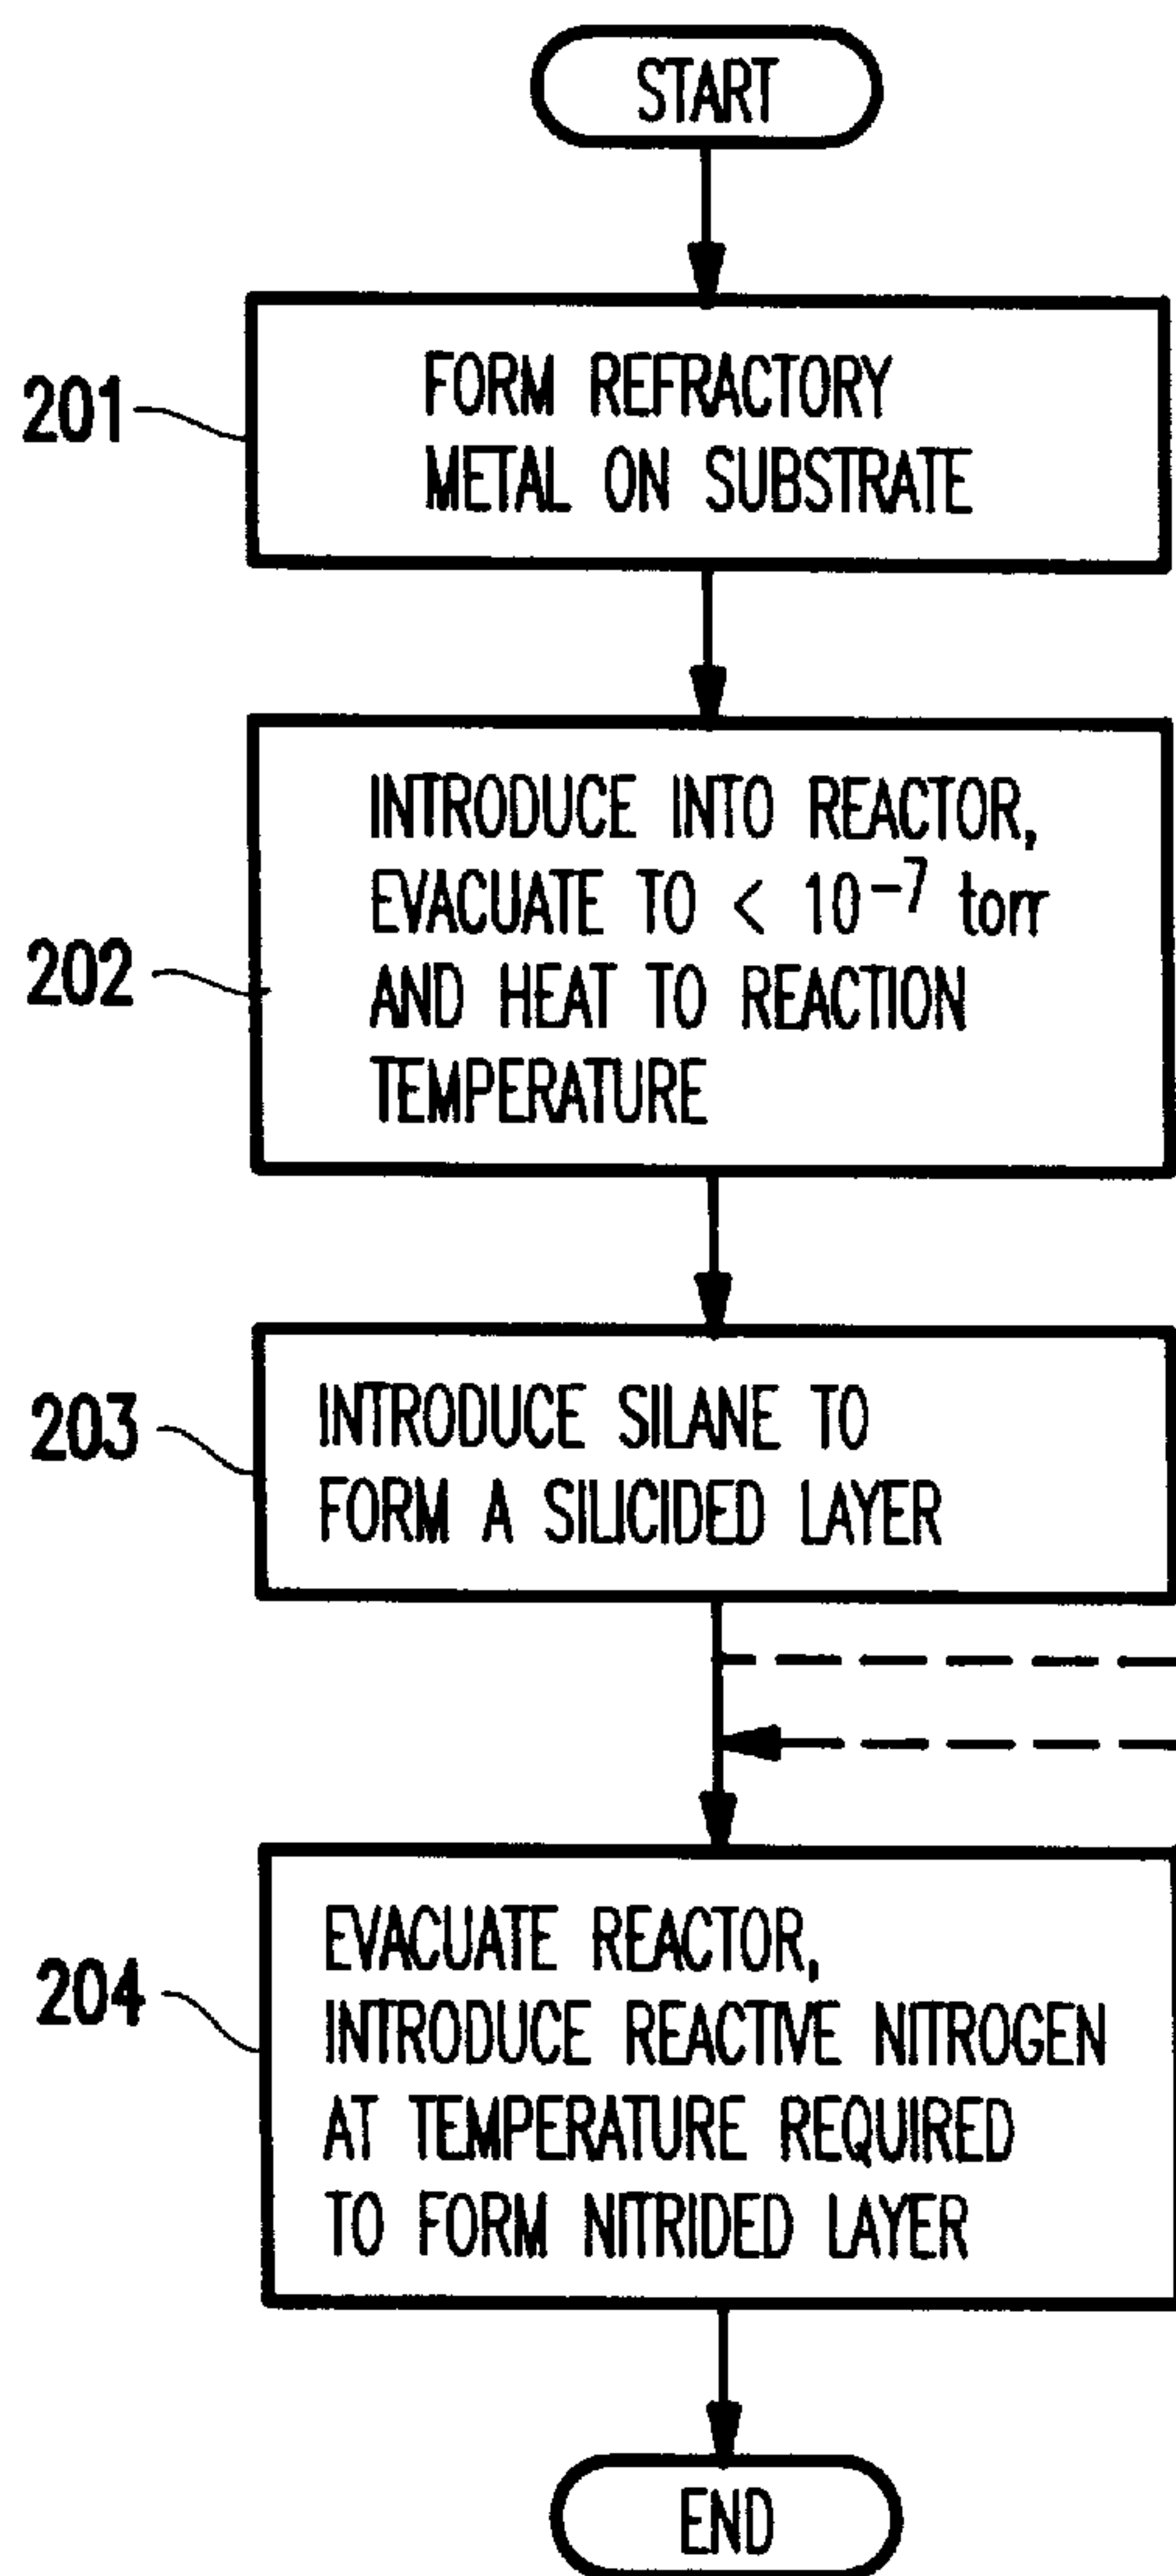 START
201
FORM REFRACTORY
METAL ON SUBSTRATE
202
INTRODUCE INTO REACTOR,
EVACUATE TO < 10⁻⁷ torr
AND HEAT TO REACTION
TEMPERATURE
203
INTRODUCE SILANE TO
FORM A SILICIDED LAYER
204
EVACUATE REACTOR,
INTRODUCE REACTIVE NITROGEN
AT TEMPERATURE REQUIRED
TO FORM NITRIDED LAYER
END